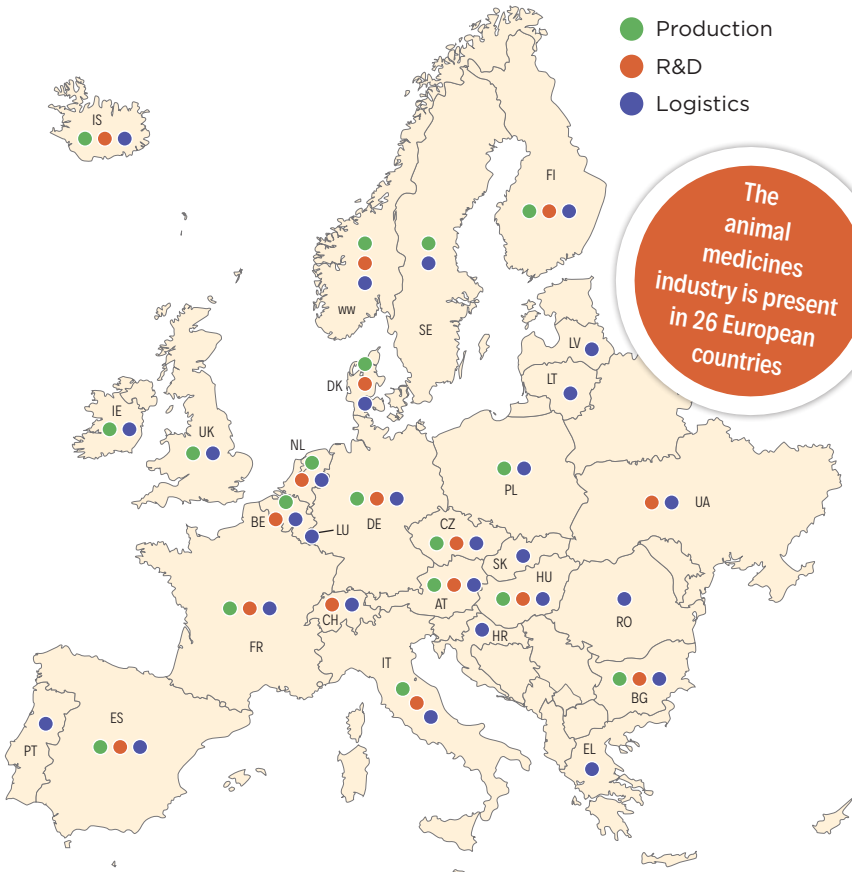 Production
R&D
Logistics
IS
FI
The
animal
medicines
industry is present
in 26 European
countries
WW
SE
LV
DK
LT
IE
UK
NL
PL
UA
BE
LU
DE
CZ
SK
HU
AT
CH
RO
HR
FR
IT
BG
ES
PT
EL
4